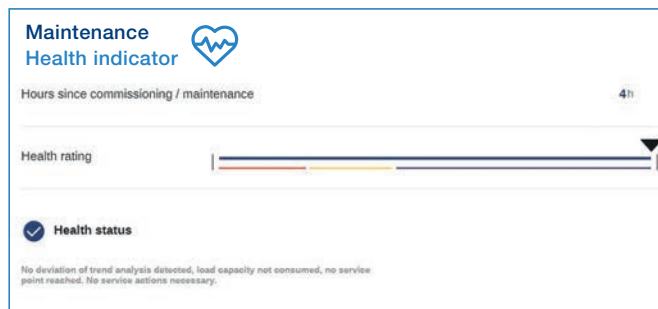 Maintenance
Health indicator
Hours since commissioning / maintenance 4h
Health rating
Health status
No deviation of trend analysis detected, load capacity not consumed, no service
point reached. No service actions necessary.